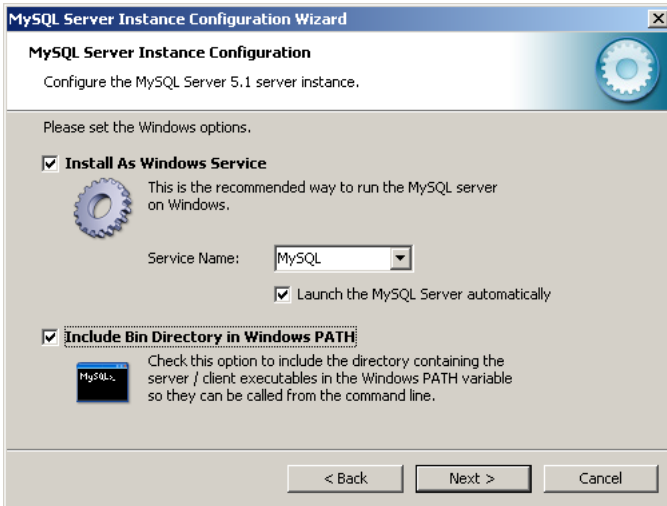 MySQL Server Instance Configuration Wizard
MySQL Server Instance Configuration
Configure the MySQL Server 5.1 server instance.
Please set the Windows options.
Install As Windows Service
This is the recommended way to run the MySQL server
on Windows.
Service Name: MySQL
Launch the MySQL Server automatically
Include Bin Directory in Windows PATH
MySQL>_
Check this option to include the directory containing the
server / client executables in the Windows PATH variable
so they can be called from the command line.
< Back Next > Cancel